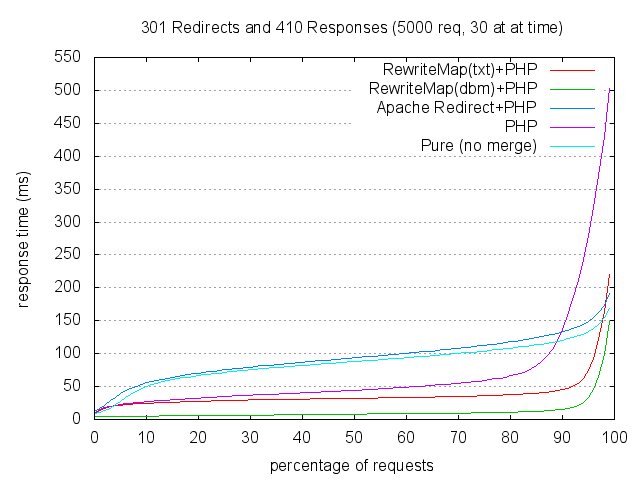 301 Redirects and 410 Responses (5000 req, 30 at at time)
550
500
450
400
350
300
250
200
150
100
50
0
response time (ms)
RewriteMap(txt)+PHP
RewriteMap(dbm)+PHP
Apache Redirect+PHP
PHP
Pure (no merge)
0 10 20 30 40 50 60 70 80 90 100
percentage of requests